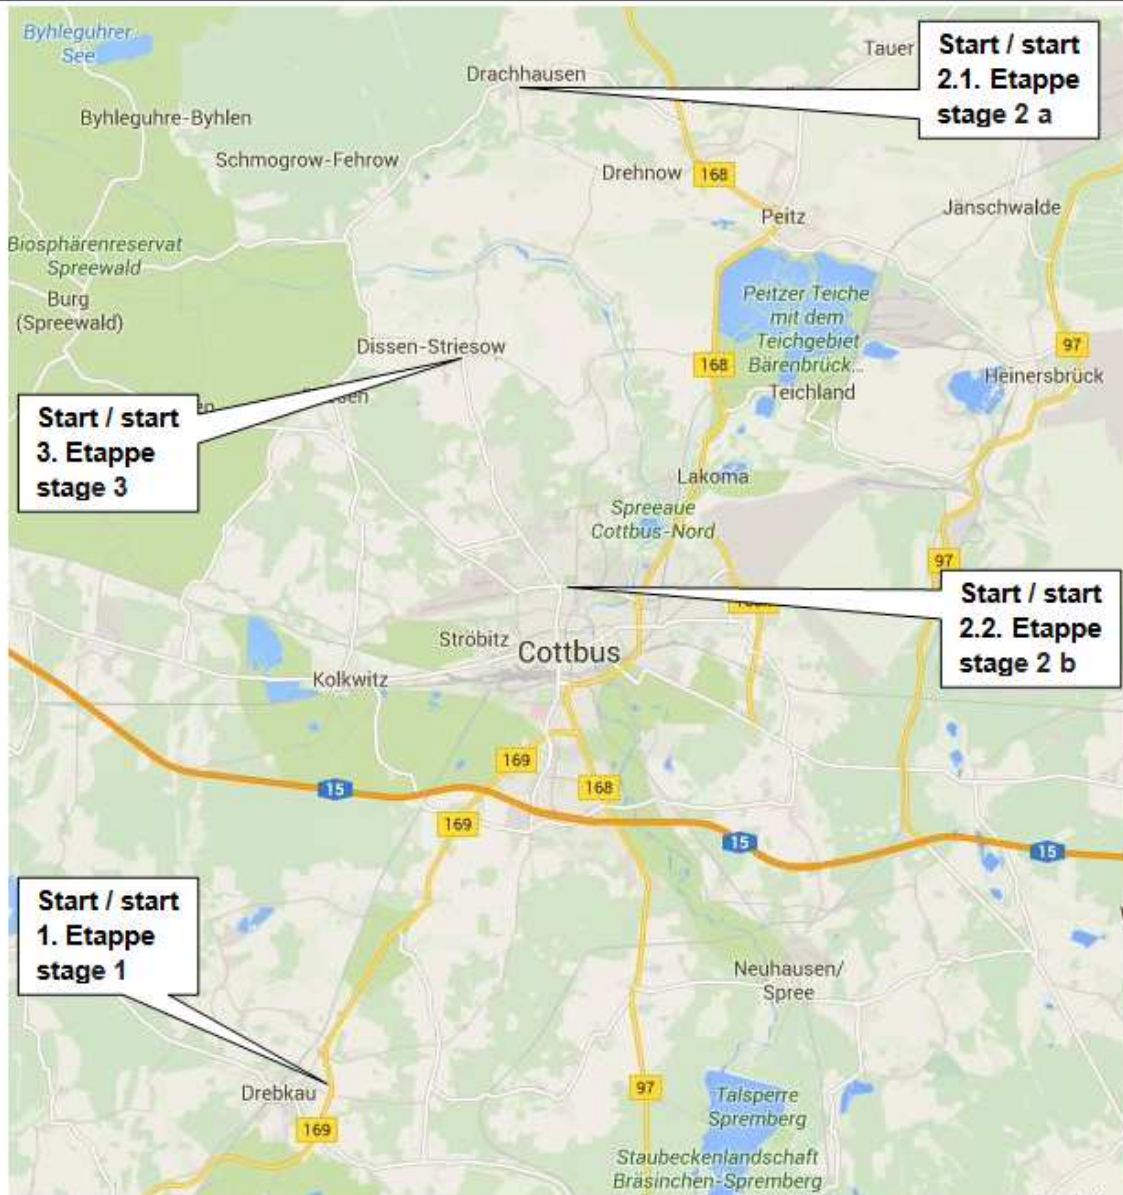 Byhleguhrer
See
Tauer
Start / start
2.1. Etappe
stage 2 a
Drachhausen
Byhleguhre-Byhlen
Schmogrow-Fehrow
Drehnow
168
Peitz
Jänschwalde
Biosphärenreservat
Spreewald
Burg
(Spreewald)
Peitzer Teiche
mit dem
Teichgebiet
Bärenbrück...
Dissen-Striesow
168
97
Heinersbrück
Teichland
Start / start
3. Etappe
stage 3
Lakoma
Spreeaue
Cottbus-Nord
97
Start / start
2.2. Etappe
stage 2 b
Ströbitz
Cottbus
Kolkwitz
169
168
15
169
15
15
Start / start
1. Etappe
stage 1
Neuhausen/
Spree
Drebkau
97
169
Talsperre
Spremberg
Staubeckenlandschaft
Bräsinchen-Spremberg